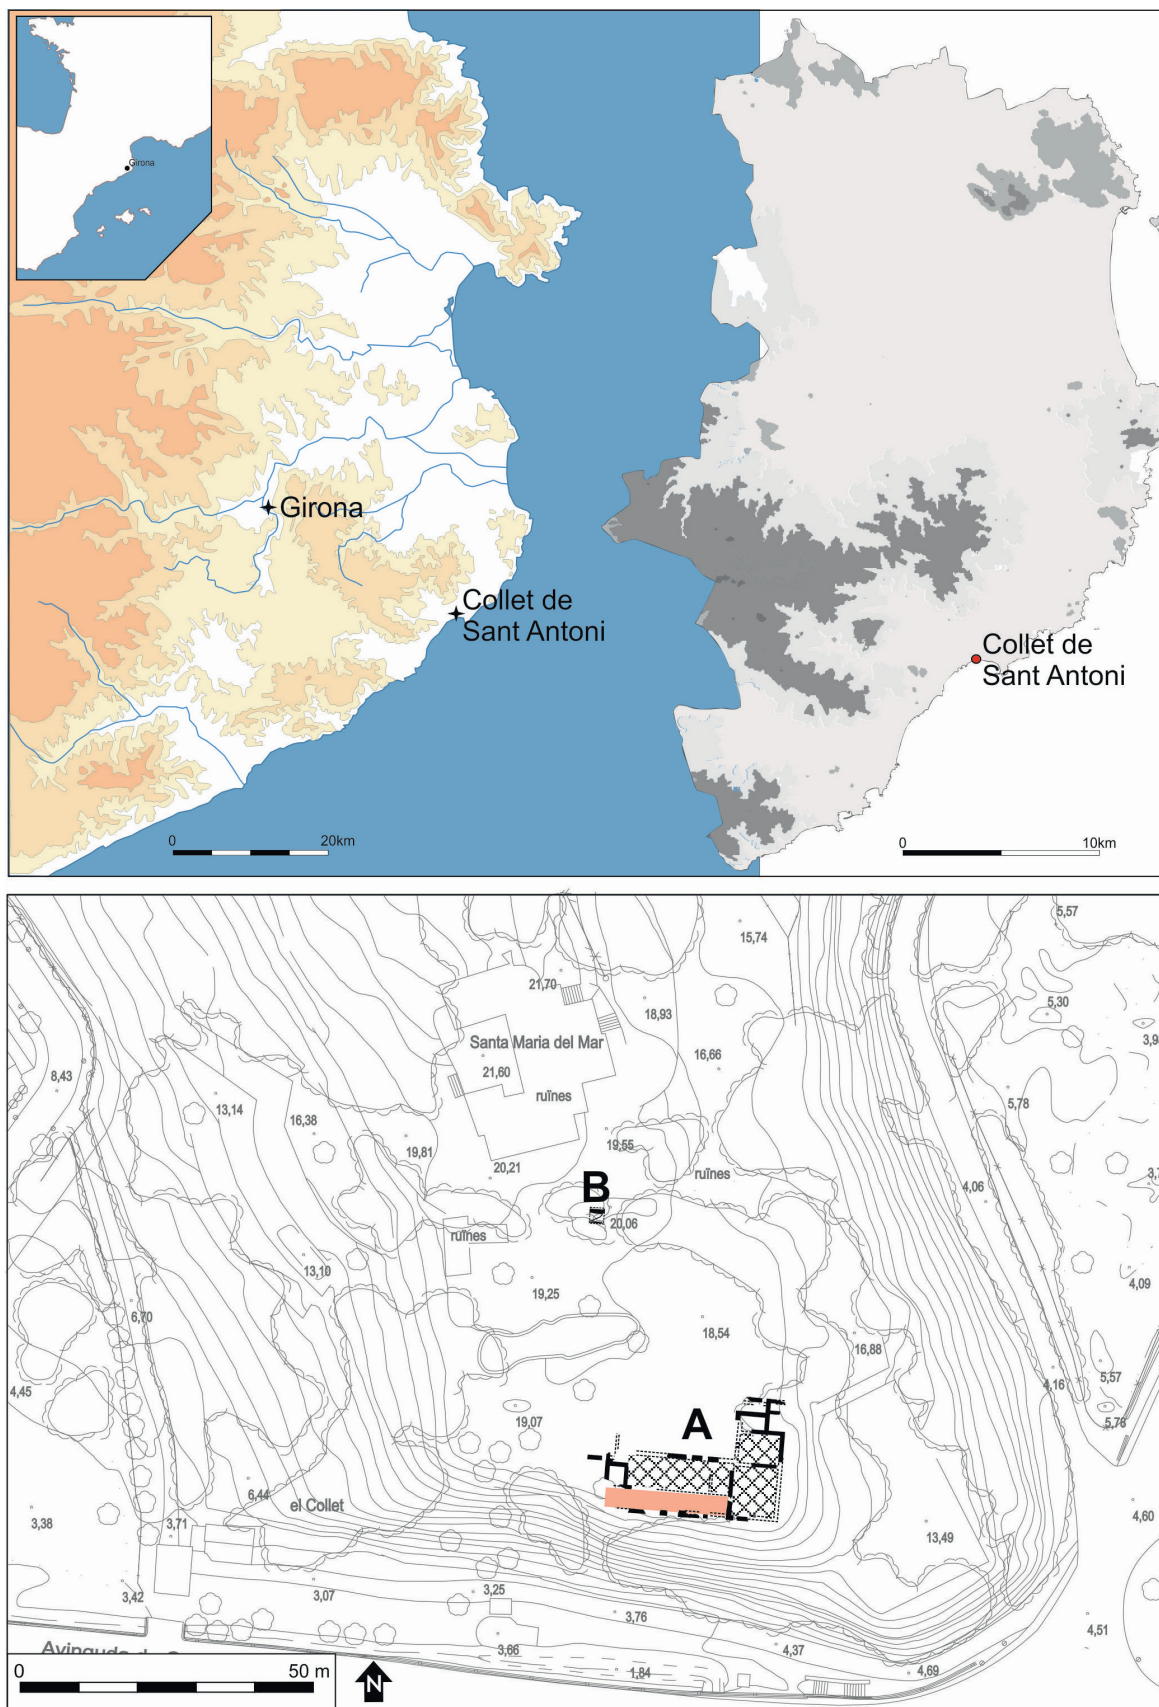 Girona
Girona
Collet de
Sant Antoni
Collet de
Sant Antoni
0 20km
0 10km
5,57
15,74
21,70
5,30
18,93
Santa Maria del Mar
16,66
21,60
8,43
ruïnes
13,14
5,78
16,38
19,81
19,55
20,21
ruïnes
4,06
B
20,06
ruïnes
13,10
4,09
19,25
6,70
18,54
16,88
4,45
4,16
5,57
19,07
A
5,78
6,44
el Collet
3,38
3,71
4,60
13,49
3,42
3,07
3,25
3,76
4,51
3,66
4,37
1,84
4,69
0 50 m
N